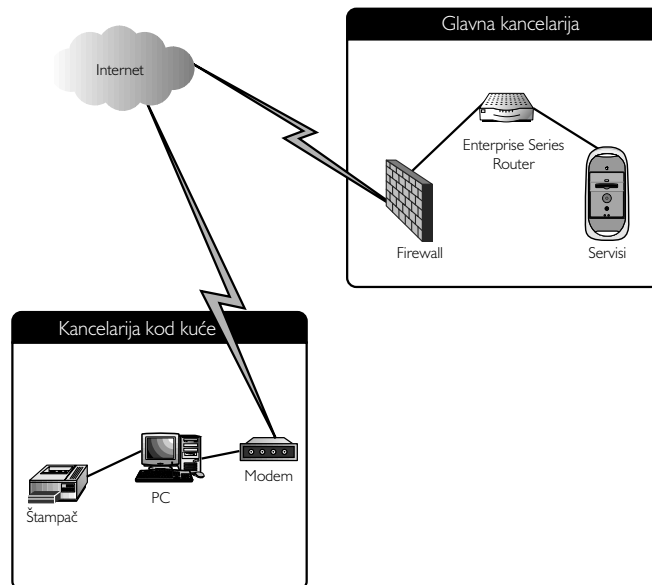 Glavna kancelarija
Internet
Enterprise Series
Router
Firewall
Servisi
Kancelarija kod kuće
Modem
PC
Štampač